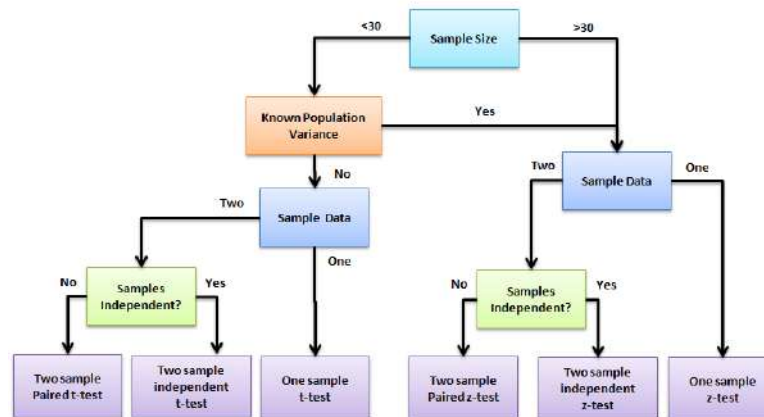 <30
Sample Size
>30
Known Population
Variance
Yes
No
Two
Sample Data
One
Two
Sample Data
One
No
Samples
Independent?
Yes
No
Samples
Independent?
Yes
Two sample
Paired t-test
Two sample
independent
t-test
One sample
t-test
Two sample
Paired z-test
Two sample
independent
z-test
One sample
z-test